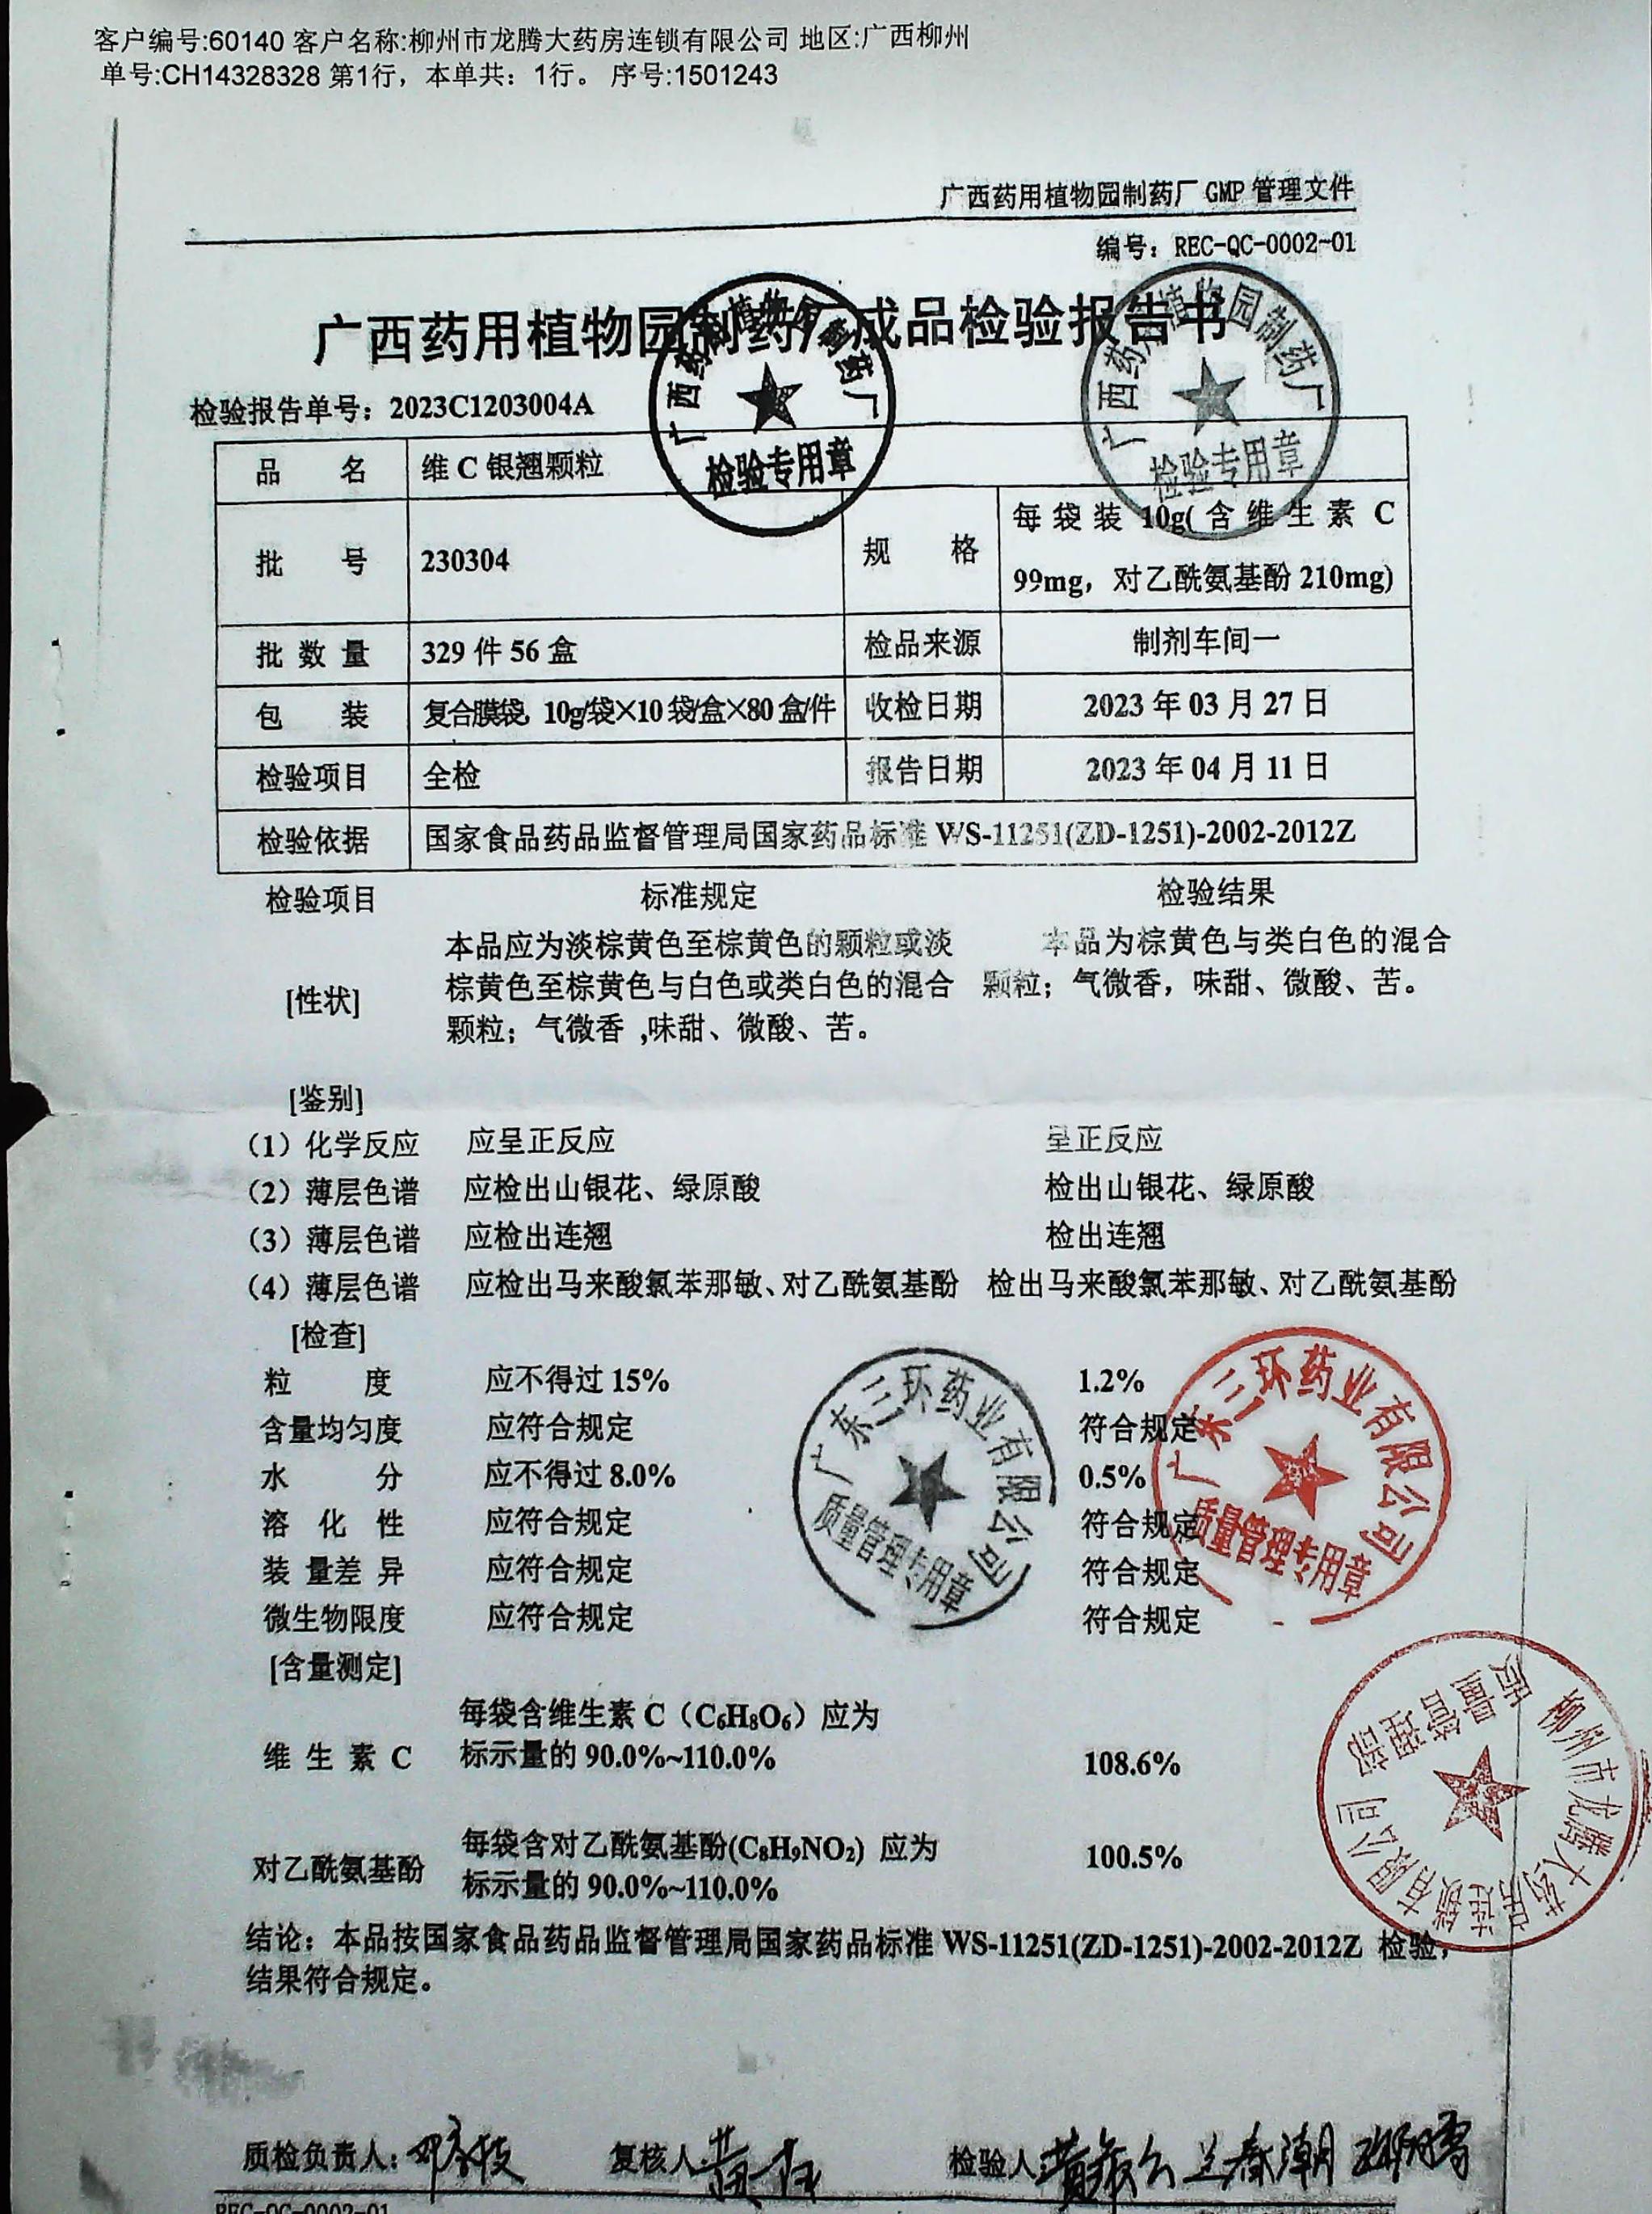 客户编号:60140 客户名称:柳州市龙腾大药房连锁有限公司 地区:广西柳州
单号:CH14328328 第1行，本单共：1行。 序号:1501243
广西药用植物园制药厂 GMP 管理文件
编号：REC-QC-0002-01
广西药用植物园制药厂成品检验报告书
广西药用植物园制药厂
检验专用章
广西药用植物园制药厂
检验专用章
检验报告单号：2023C1203004A
品 名 维 C 银翘颗粒
批 号 230304 规 格 每袋装 10g(含维生素 C
99mg，对乙酰氨基酚 210mg)
批 数 量 329 件 56 盒 检品来源 制剂车间一
包 装 复合膜袋, 10g/袋×10 袋/盒×80 盒/件 收检日期 2023 年 03 月 27 日
检验项目 全检 报告日期 2023 年 04 月 11 日
检验依据 国家食品药品监督管理局国家药品标准 WS-11251(ZD-1251)-2002-2012Z
检验项目 标准规定 检验结果
本品应为淡棕黄色至棕黄色的颗粒或淡 本品为棕黄色与类白色的混合
[性状] 棕黄色至棕黄色与白色或类白色的混合 颗粒；气微香，味甜、微酸、苦。
颗粒；气微香 ,味甜、微酸、苦。
[鉴别]
（1）化学反应 应呈正反应 呈正反应
（2）薄层色谱 应检出山银花、绿原酸 检出山银花、绿原酸
（3）薄层色谱 应检出连翘 检出连翘
（4）薄层色谱 应检出马来酸氯苯那敏、对乙酰氨基酚 检出马来酸氯苯那敏、对乙酰氨基酚
[检查]
粒 度 应不得过 15% 1.2%
含量均匀度 应符合规定 符合规定
水 分 应不得过 8.0% 0.5%
溶 化 性 应符合规定 符合规定
装 量 差 异 应符合规定 符合规定
微生物限度 应符合规定 符合规定
广东三环药业有限公司
质量管理专用章
广东三环药业有限公司
质量管理专用章
[含量测定]
每袋含维生素 C（C₆H₈O₆）应为
维 生 素 C 标示量的 90.0%~110.0% 108.6%
柳州市龙腾大药房连锁有限公司
质量管理部
每袋含对乙酰氨基酚(C₈H₉NO₂) 应为
对乙酰氨基酚 100.5%
标示量的 90.0%~110.0%
结论：本品按国家食品药品监督管理局国家药品标准 WS-11251(ZD-1251)-2002-2012Z 检验，
结果符合规定。
质检负责人： 复核人 检验人
REC-QC-0002-01